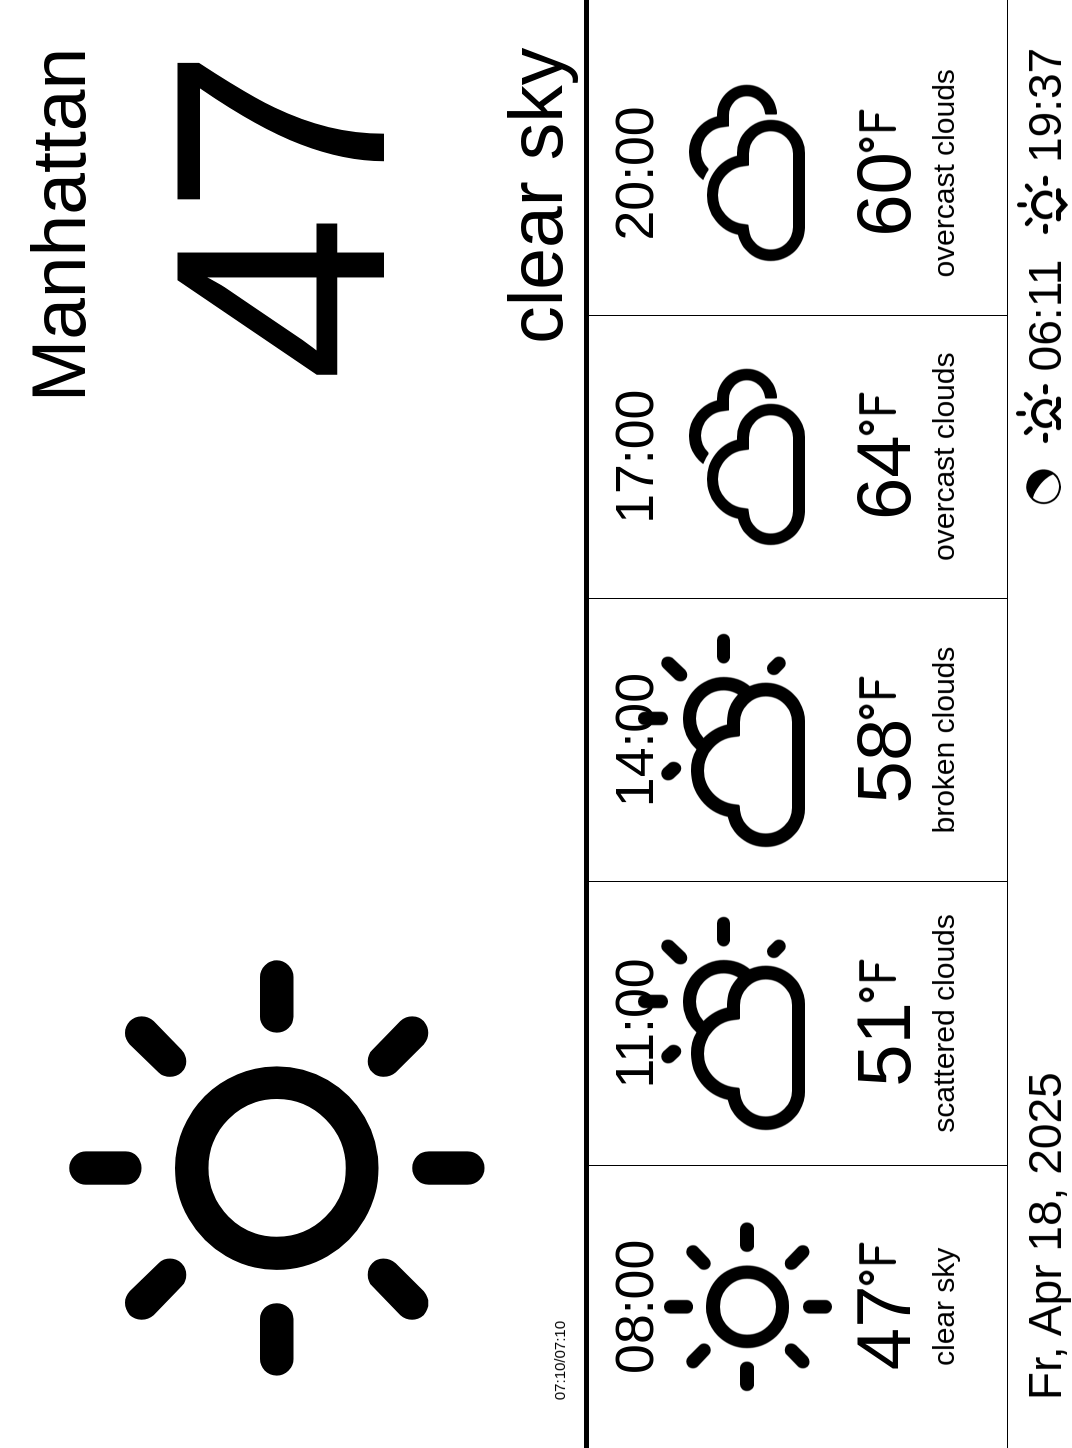 Manhattan
47
clear sky
07:10/07:10
08:00
47°F
clear sky
11:00
51°F
scattered clouds
14:00
58°F
broken clouds
17:00
64°F
overcast clouds
20:00
60°F
overcast clouds
Fr, Apr 18, 2025
06:11
19:37